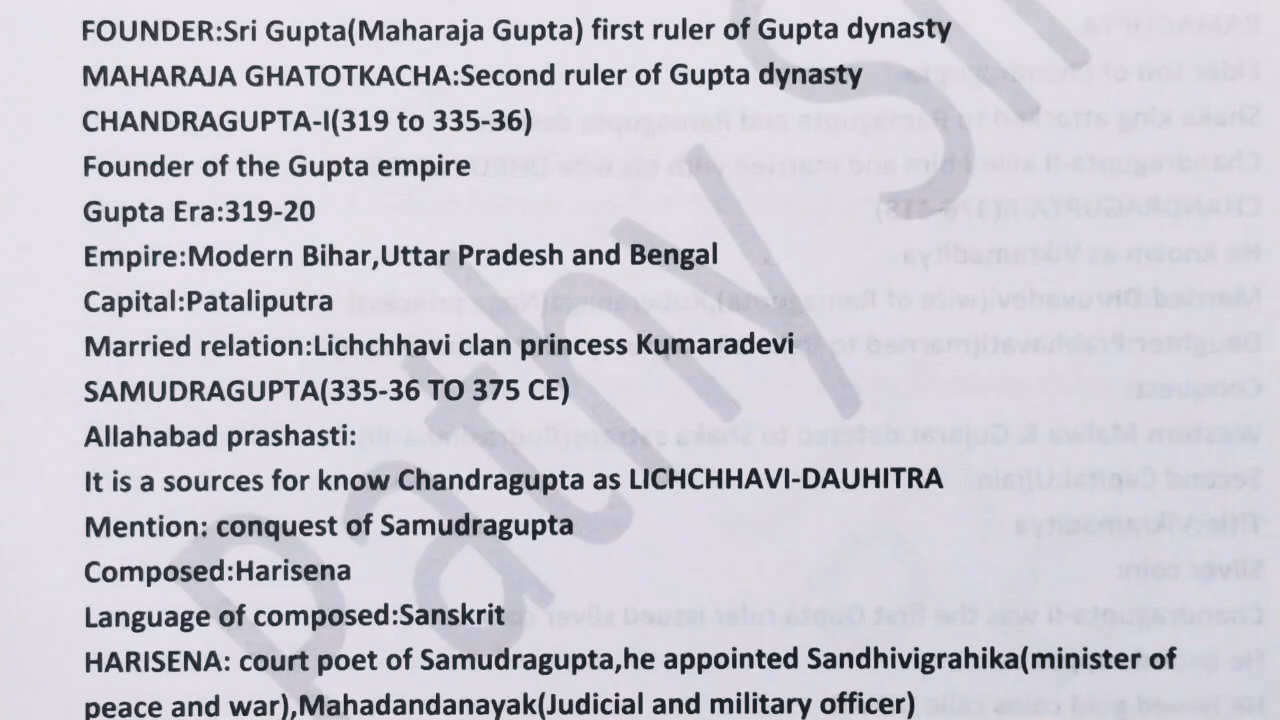 FOUNDER:Sri Gupta(Maharaja Gupta) first ruler of Gupta dynasty
MAHARAJA GHATOTKACHA:Second ruler of Gupta dynasty
CHANDRAGUPTA-I(319 to 335-36)
Founder of the Gupta empire
Gupta Era:319-20
Empire:Modern Bihar,Uttar Pradesh and Bengal
Capital:Pataliputra
Married relation:Lichchhavi clan princess Kumaradevi
SAMUDRAGUPTA(335-36 TO 375 CE)
Allahabad prashasti:
It is a sources for know Chandragupta as LICHCHHAVI-DAUHITRA
Mention: conquest of Samudragupta
Composed:Harisena
Language of composed:Sanskrit
HARISENA: court poet of Samudragupta,he appointed Sandhivigrahika(minister of
peace and war),Mahadandanayak(Judicial and military officer)